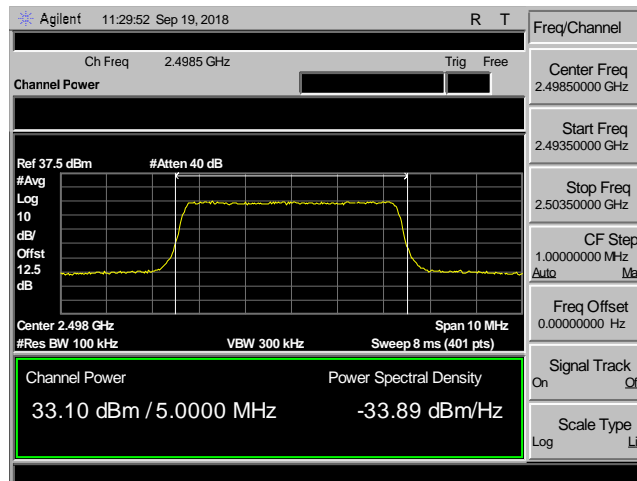 Agilent 11:29:52 Sep 19, 2018 R T
Ch Freq 2.4985 GHz Trig Free
Channel Power
Ref 37.5 dBm #Atten 40 dB
#Avg
Log
10
dB/
Offst
12.5
dB
Center 2.498 GHz Span 10 MHz
#Res BW 100 kHz VBW 300 kHz Sweep 8 ms (401 pts)
Channel Power Power Spectral Density
33.10 dBm / 5.0000 MHz -33.89 dBm/Hz
Freq/Channel
Center Freq
2.49850000 GHz
Start Freq
2.49350000 GHz
Stop Freq
2.50350000 GHz
CF Step
1.00000000 MHz
Auto Ma
Freq Offset
0.00000000 Hz
Signal Track
On Of
Scale Type
Log Li